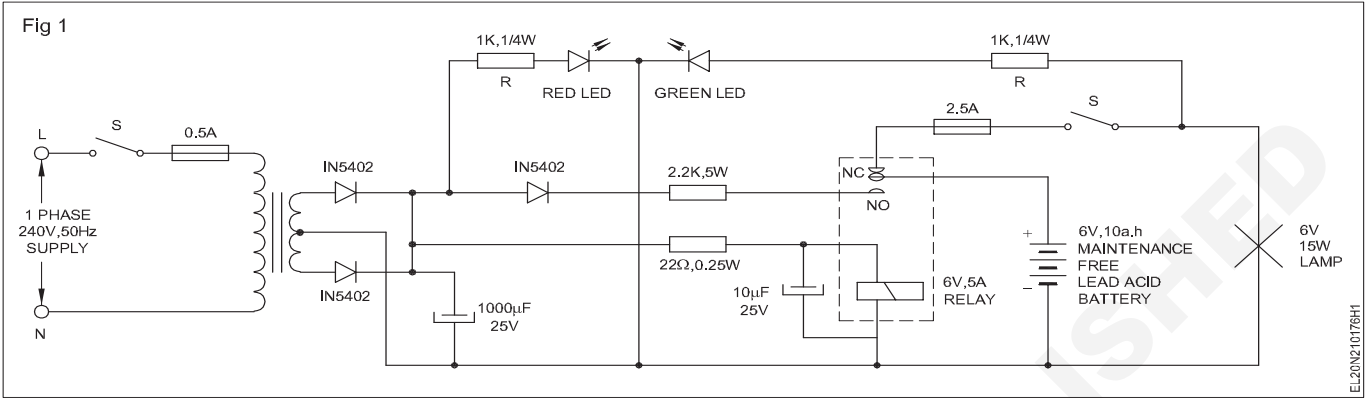 Fig 1
1K,1/4W
R
RED LED
GREEN LED
1K,1/4W
R
L
S
0.5A
2.5A
S
1 PHASE
240V,50Hz
SUPPLY
N
IN5402
IN5402
IN5402
2.2K,5W
NC
NO
22Ω,0.25W
1000µF
25V
10µF
25V
6V,5A
RELAY
+
−
6V,10a.h
MAINTENANCE
FREE
LEAD ACID
BATTERY
6V
15W
LAMP
EL20N210176H1
ISHED